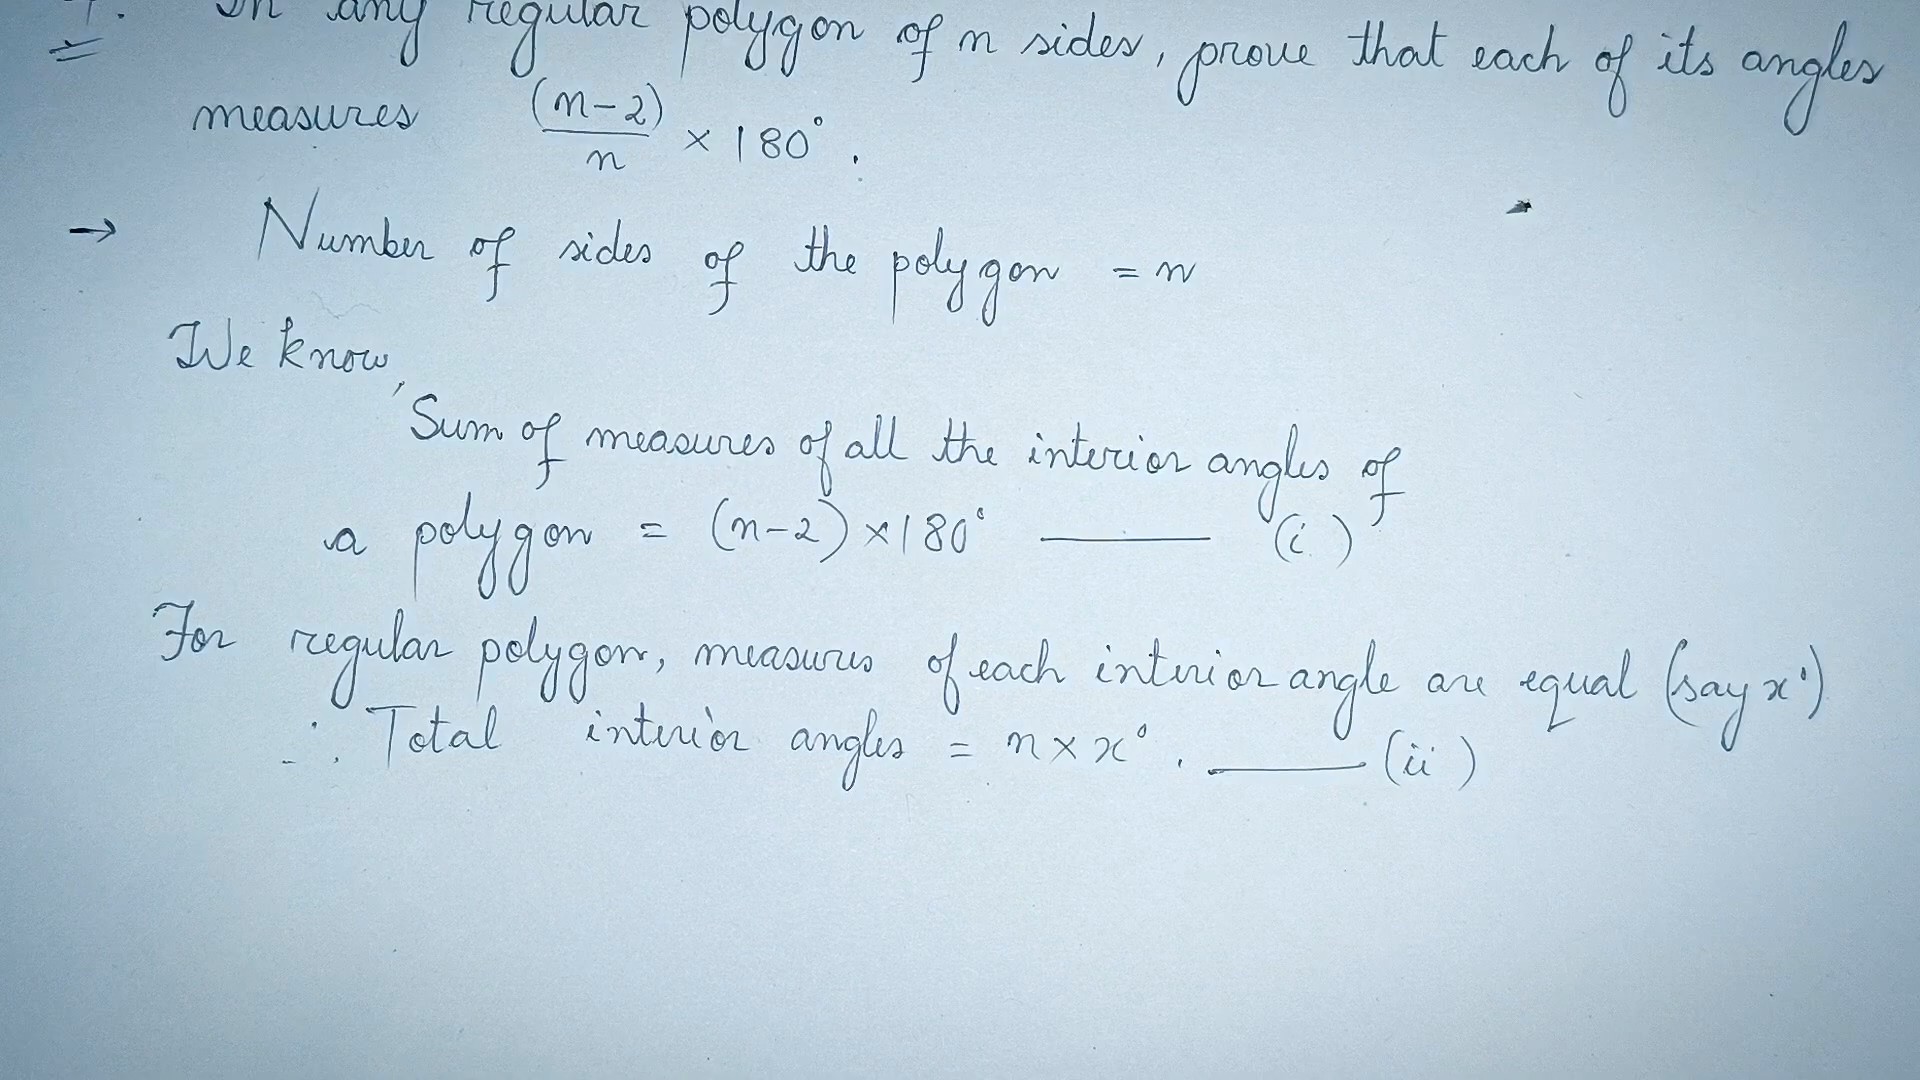 In any regular polygon of n sides, prove that each of its angles
measures (n-2)/n × 180°.
→ Number of sides of the polygon = n
We know,
Sum of measures of all the interior angles of
a polygon = (n-2) × 180° —— (i)
For regular polygon, measures of each interior angle are equal (say x°)
∴ Total interior angles = n × x°. —— (ii)